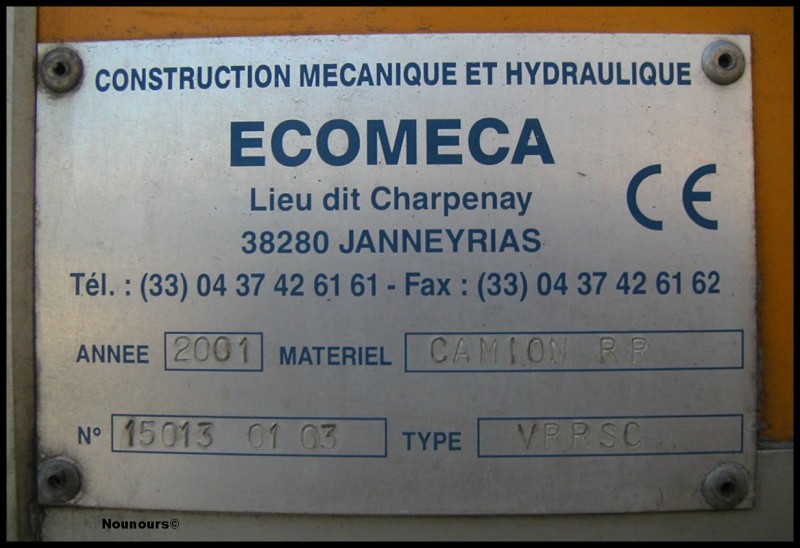 CONSTRUCTION MECANIQUE ET HYDRAULIQUE
ECOMECA
Lieu dit Charpenay
CE
38280 JANNEYRIAS
Tél. : (33) 04 37 42 61 61 - Fax : (33) 04 37 42 61 62
ANNEE 2001 MATERIEL CAMION RR
N° 15013 01 03 TYPE VRRSC
Nounours©